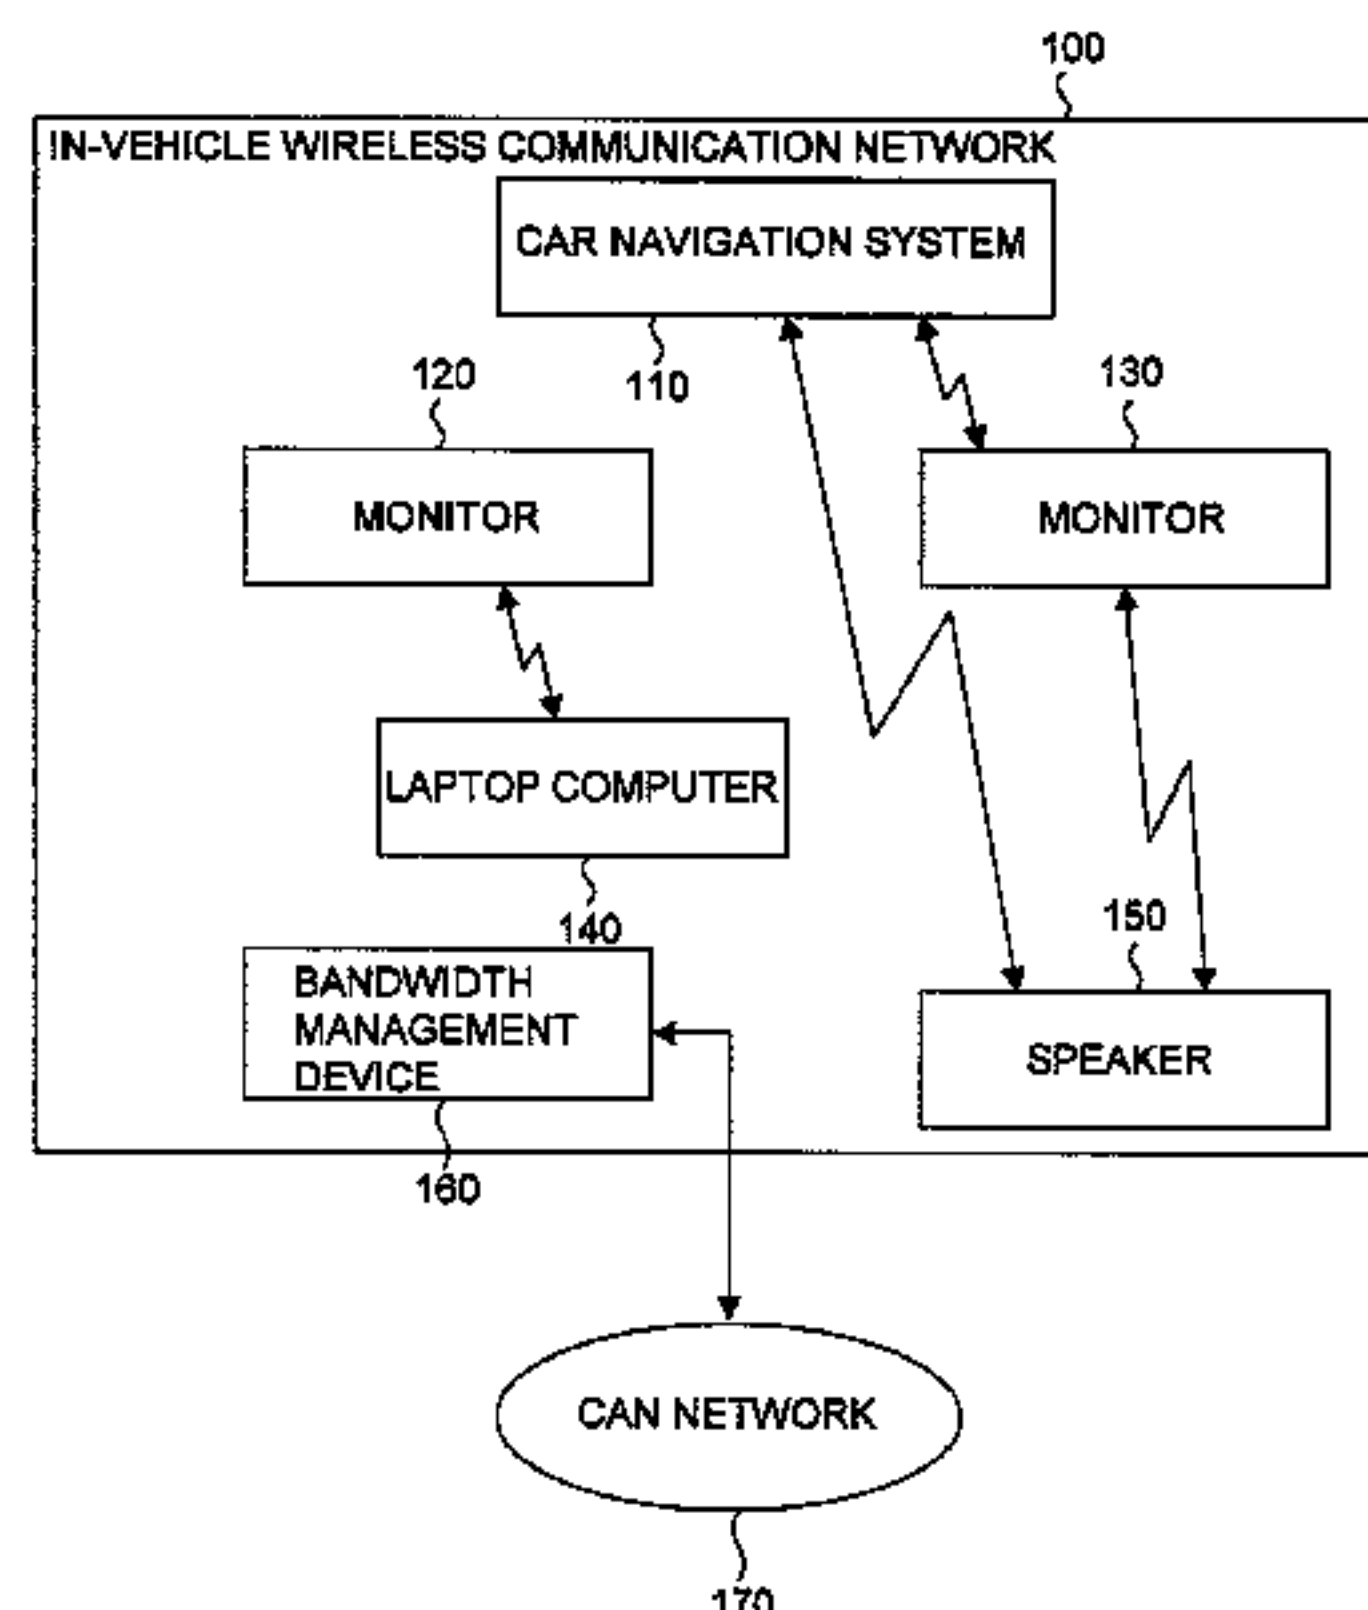 100
IN-VEHICLE WIRELESS COMMUNICATION NETWORK
CAR NAVIGATION SYSTEM
110
120
130
MONITOR
MONITOR
LAPTOP COMPUTER
140
150
BANDWIDTH
MANAGEMENT
DEVICE
SPEAKER
160
CAN NETWORK
170